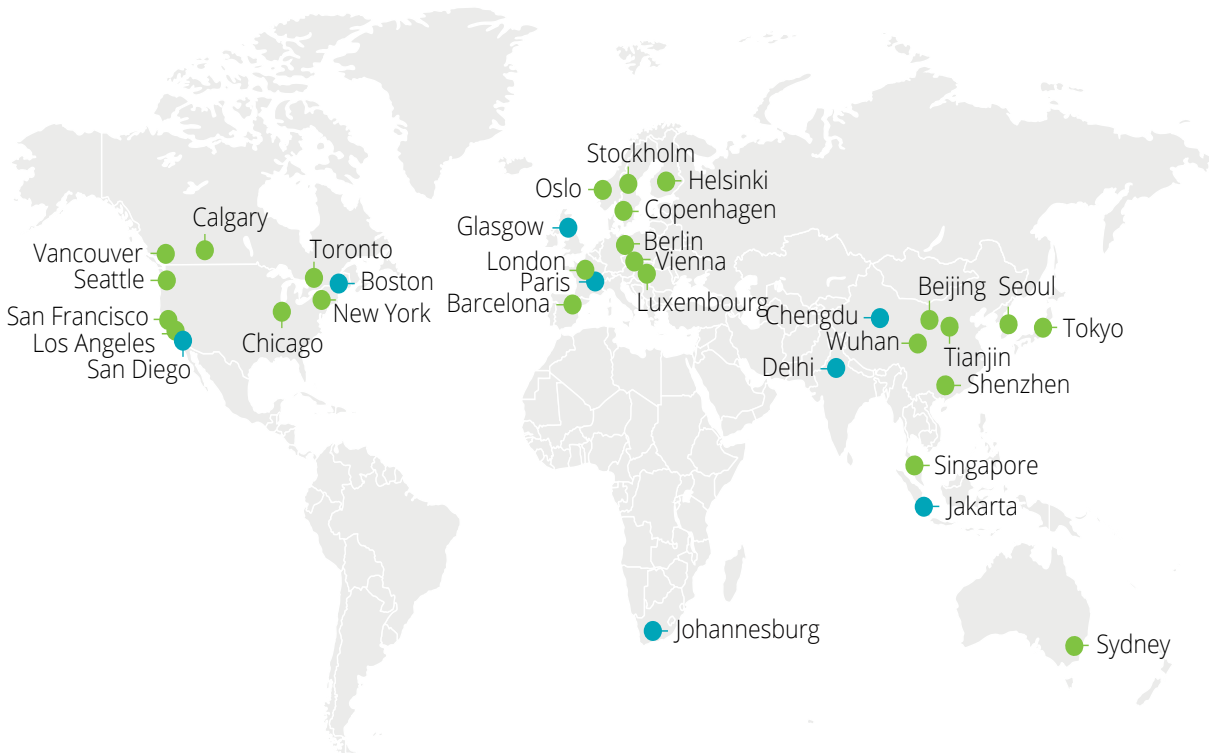 Stockholm
Oslo
Helsinki
Calgary
Copenhagen
Glasgow
Vancouver
Toronto
Berlin
London
Vienna
Seattle
Boston
Paris
Beijing
Seoul
Barcelona
Luxembourg
San Francisco
New York
Chengdu
Tokyo
Los Angeles
Chicago
Wuhan
Tianjin
San Diego
Delhi
Shenzhen
Singapore
Jakarta
Johannesburg
Sydney